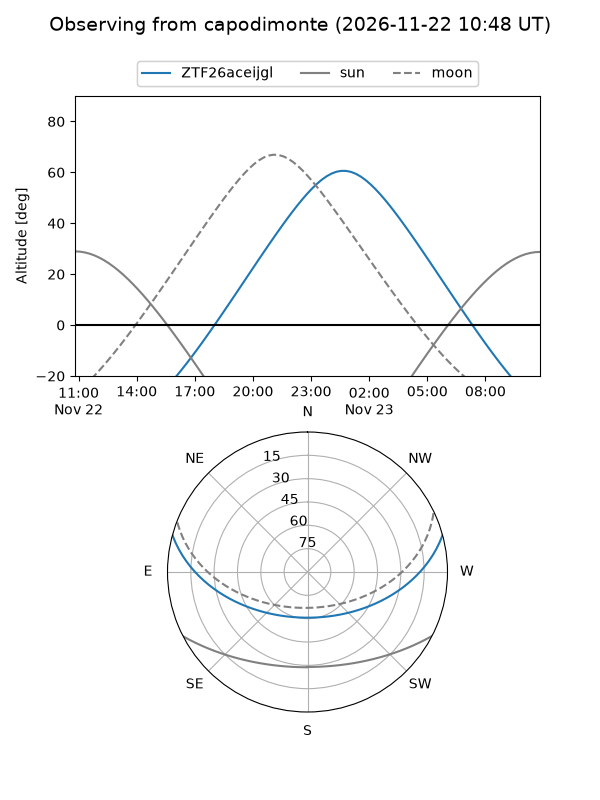 Observing from capodimonte (2026-11-22 10:48 UT)
ZTF26aceijgl sun moon
Altitude [deg]
80
60
40
20
0
−20
11:00 14:00 17:00 20:00 23:00 02:00 05:00 08:00
Nov 22 Nov 23
N
NE NW
15
30
45
60
75
E W
SE SW
S